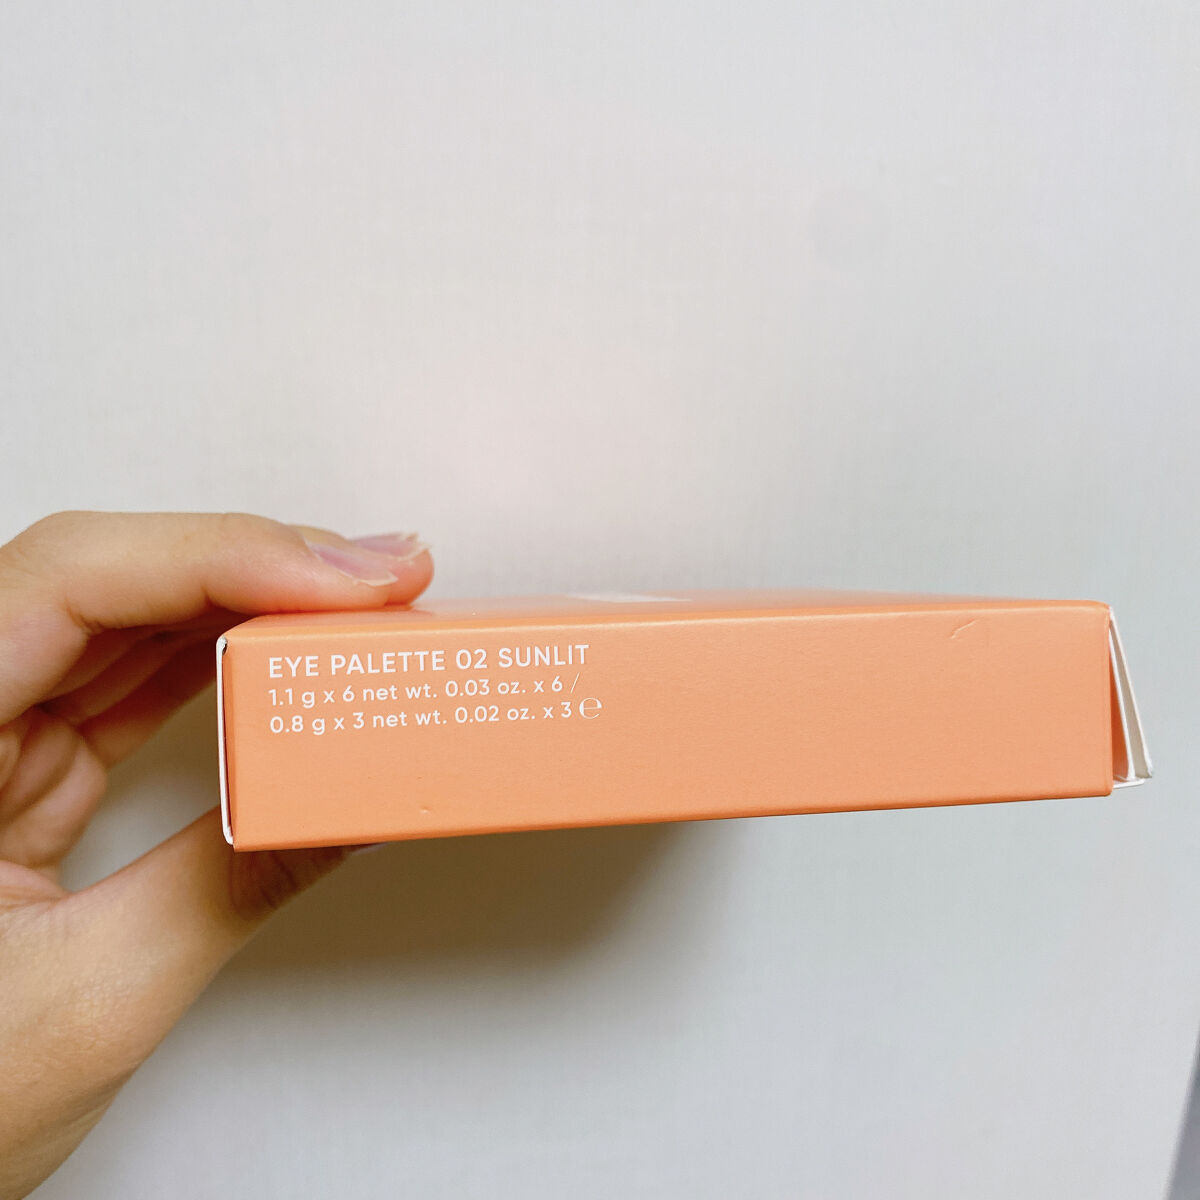 EYE PALETTE 02 SUNLIT
1.1 g x 6 net wt. 0.03 oz. x 6 /
0.8 g x 3 net wt. 0.02 oz. x 3 ℮